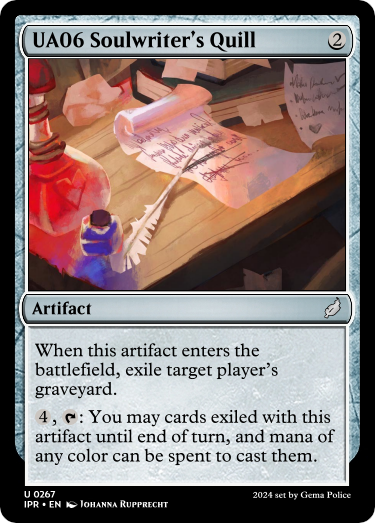 UA06 Soulwriter's Quill 2
Artifact
When this artifact enters the
battlefield, exile target player's
graveyard.
4, : You may cards exiled with this
artifact until end of turn, and mana of
any color can be spent to cast them.
U 0267
IPR • EN Johanna Rupprecht
2024 set by Gema Police